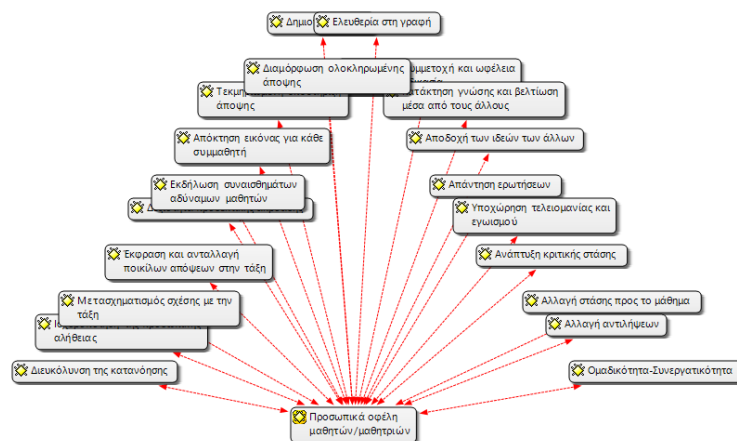 Ελευθερία στη γραφή
Διαμόρφωση ολοκληρωμένης
άποψης
και ωφέλεια
άποψης
γνώσης και βελτίωση
μέσα από τους άλλους
Απόκτηση εικόνας για κάθε
συμμαθητή
Αποδοχή των ιδεών των άλλων
Εκδήλωση συναισθημάτων
αδύναμων μαθητών
Απάντηση ερωτήσεων
Υποχώρηση τελειομανίας και
εγωισμού
Έκφραση και ανταλλαγή
ποικίλων απόψεων στην τάξη
Ανάπτυξη κριτικής στάσης
Μετασχηματισμός σχέσης με την
τάξη
αλήθειας
Αλλαγή στάσης προς το μάθημα
Αλλαγή αντιλήψεων
Διευκόλυνση της κατανόησης
Ομαδικότητα-Συνεργατικότητα
Προσωπικά οφέλη
μαθητών/μαθητριών